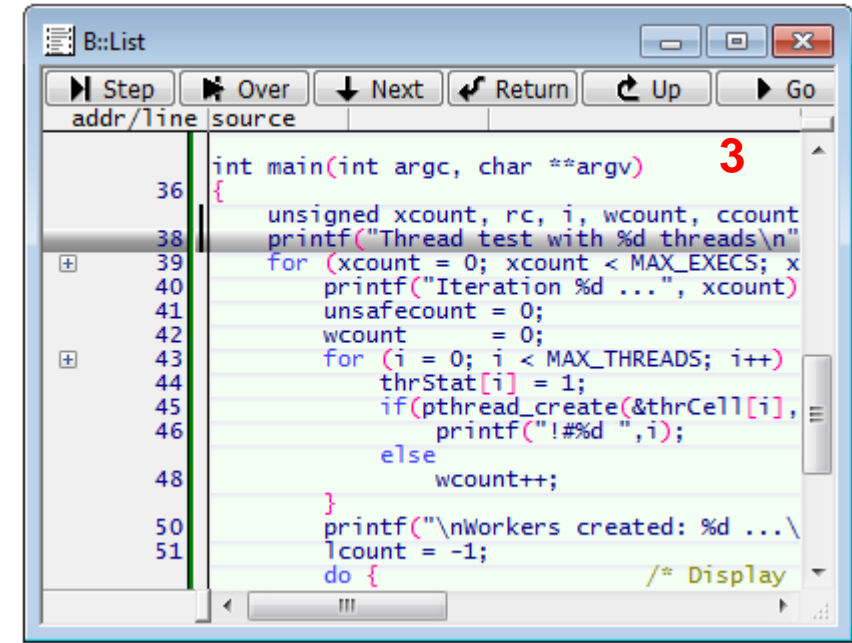 B::List
Step Over Next Return Up Go
addr/line source
3
int main(int argc, char **argv)
36 {
unsigned xcount, rc, i, wcount, ccount
38 printf("Thread test with %d threads\n"
39 for (xcount = 0; xcount < MAX_EXECS; x
40 printf("Iteration %d ...", xcount)
41 unsafecount = 0;
42 wcount = 0;
43 for (i = 0; i < MAX_THREADS; i++)
44 thrStat[i] = 1;
45 if(pthread_create(&thrCell[i],
46 printf("!#%d ",i);
else
48 wcount++;
}
50 printf("\nWorkers created: %d ...\
51 lcount = -1;
do { /* Display